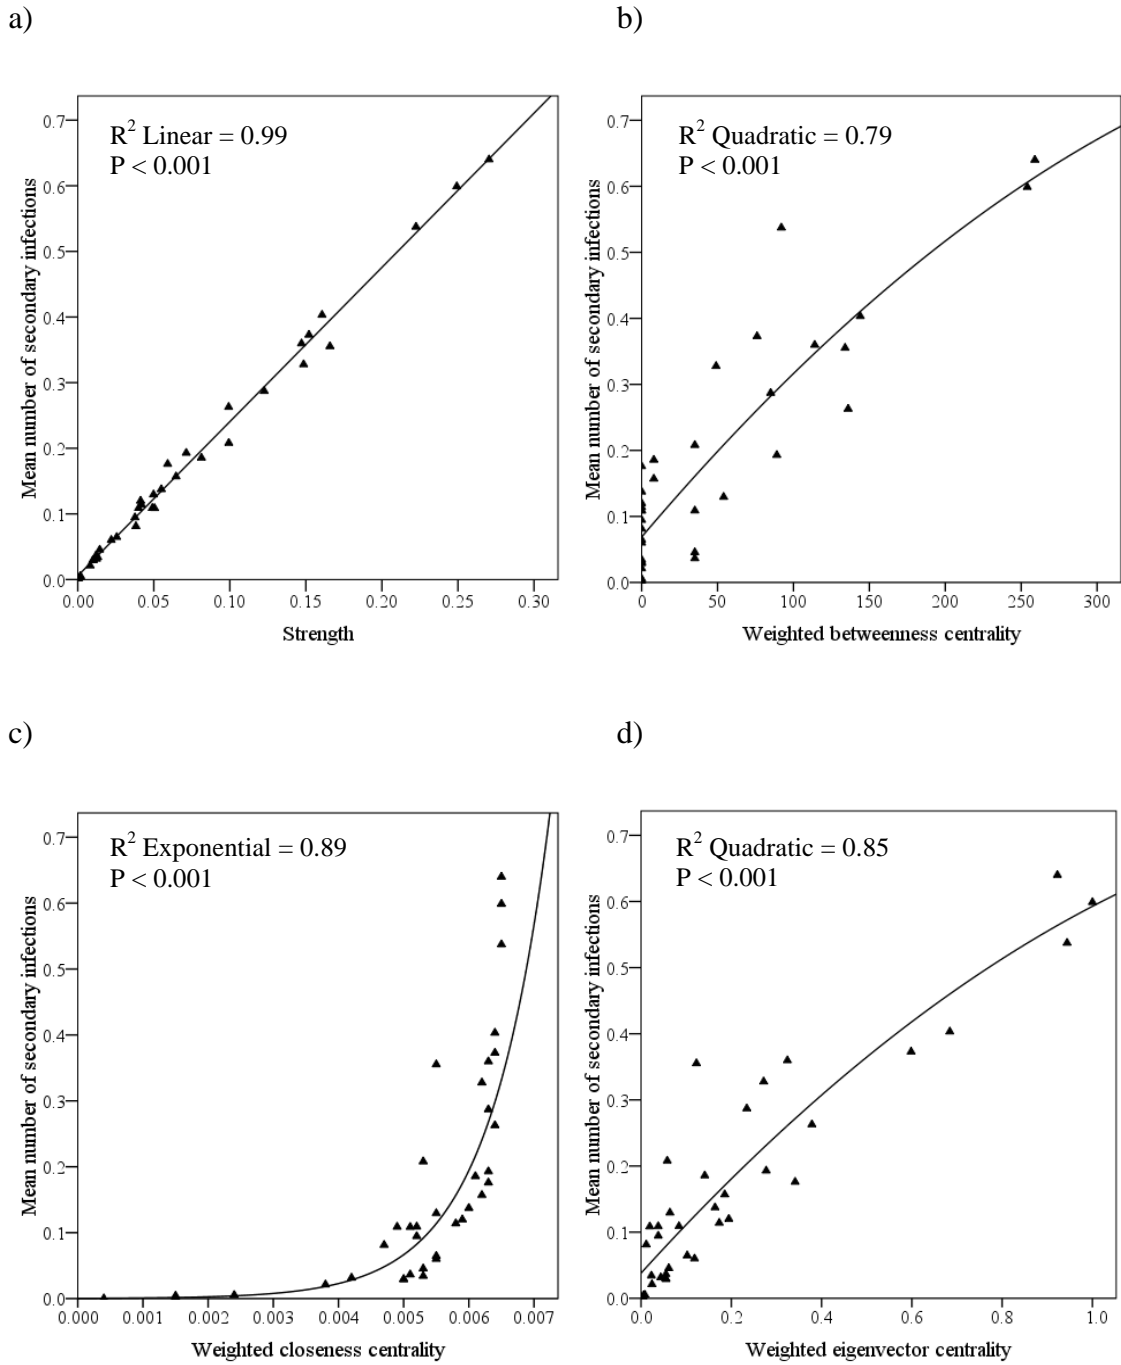 a)
R² Linear = 0.99
P < 0.001
Mean number of secondary infections
0.7
0.6
0.5
0.4
0.3
0.2
0.1
0.0
0.00 0.05 0.10 0.15 0.20 0.25 0.30
Strength
b)
R² Quadratic = 0.79
P < 0.001
Mean number of secondary infections
0.7
0.6
0.5
0.4
0.3
0.2
0.1
0.0
0 50 100 150 200 250 300
Weighted betweenness centrality
c)
R² Exponential = 0.89
P < 0.001
Mean number of secondary infections
0.7
0.6
0.5
0.4
0.3
0.2
0.1
0.0
0.000 0.001 0.002 0.003 0.004 0.005 0.006 0.007
Weighted closeness centrality
d)
R² Quadratic = 0.85
P < 0.001
Mean number of secondary infections
0.7
0.6
0.5
0.4
0.3
0.2
0.1
0.0
0.0 0.2 0.4 0.6 0.8 1.0
Weighted eigenvector centrality